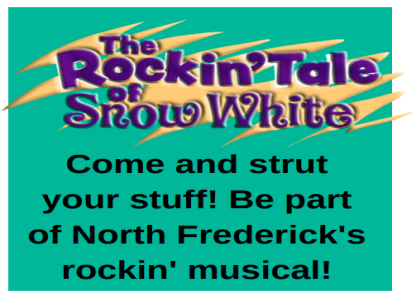 The
Rockin' Tale
of
Snow White
Come and strut
your stuff! Be part
of North Frederick's
rockin' musical!